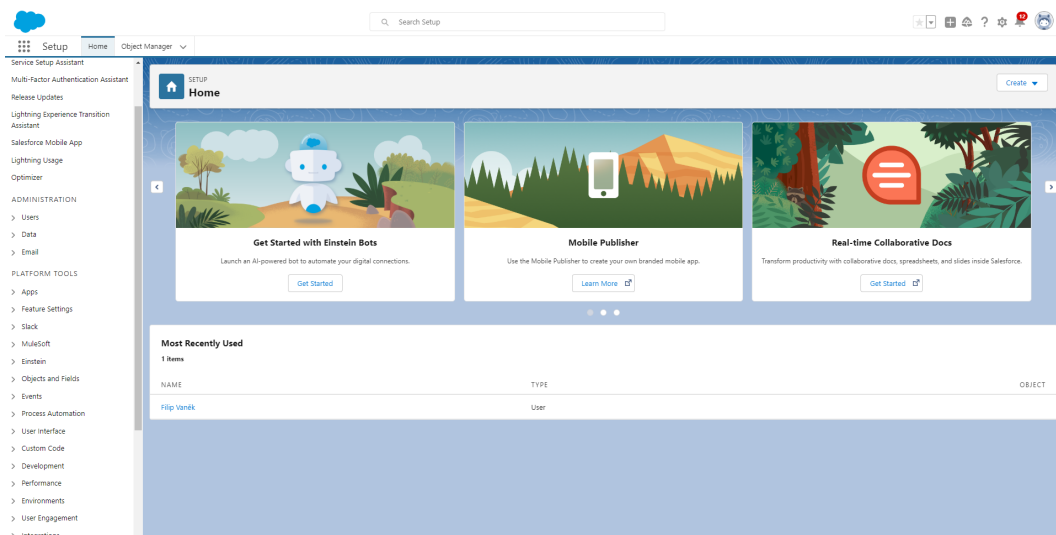 Search Setup
12
Setup
Home
Object Manager
Service Setup Assistant
Multi-Factor Authentication Assistant
Release Updates
Lightning Experience Transition
Assistant
Salesforce Mobile App
Lightning Usage
Optimizer
ADMINISTRATION
Users
Data
Email
PLATFORM TOOLS
Apps
Feature Settings
Slack
MuleSoft
Einstein
Objects and Fields
Events
Process Automation
User Interface
Custom Code
Development
Performance
Environments
User Engagement
Integrations
SETUP
Home
Create
Get Started with Einstein Bots
Launch an AI-powered bot to automate your digital connections.
Get Started
Mobile Publisher
Use the Mobile Publisher to create your own branded mobile app.
Learn More
Real-time Collaborative Docs
Transform productivity with collaborative docs, spreadsheets, and slides inside Salesforce.
Get Started
Most Recently Used
1 items
NAME TYPE OBJECT
Filip Vaněk User